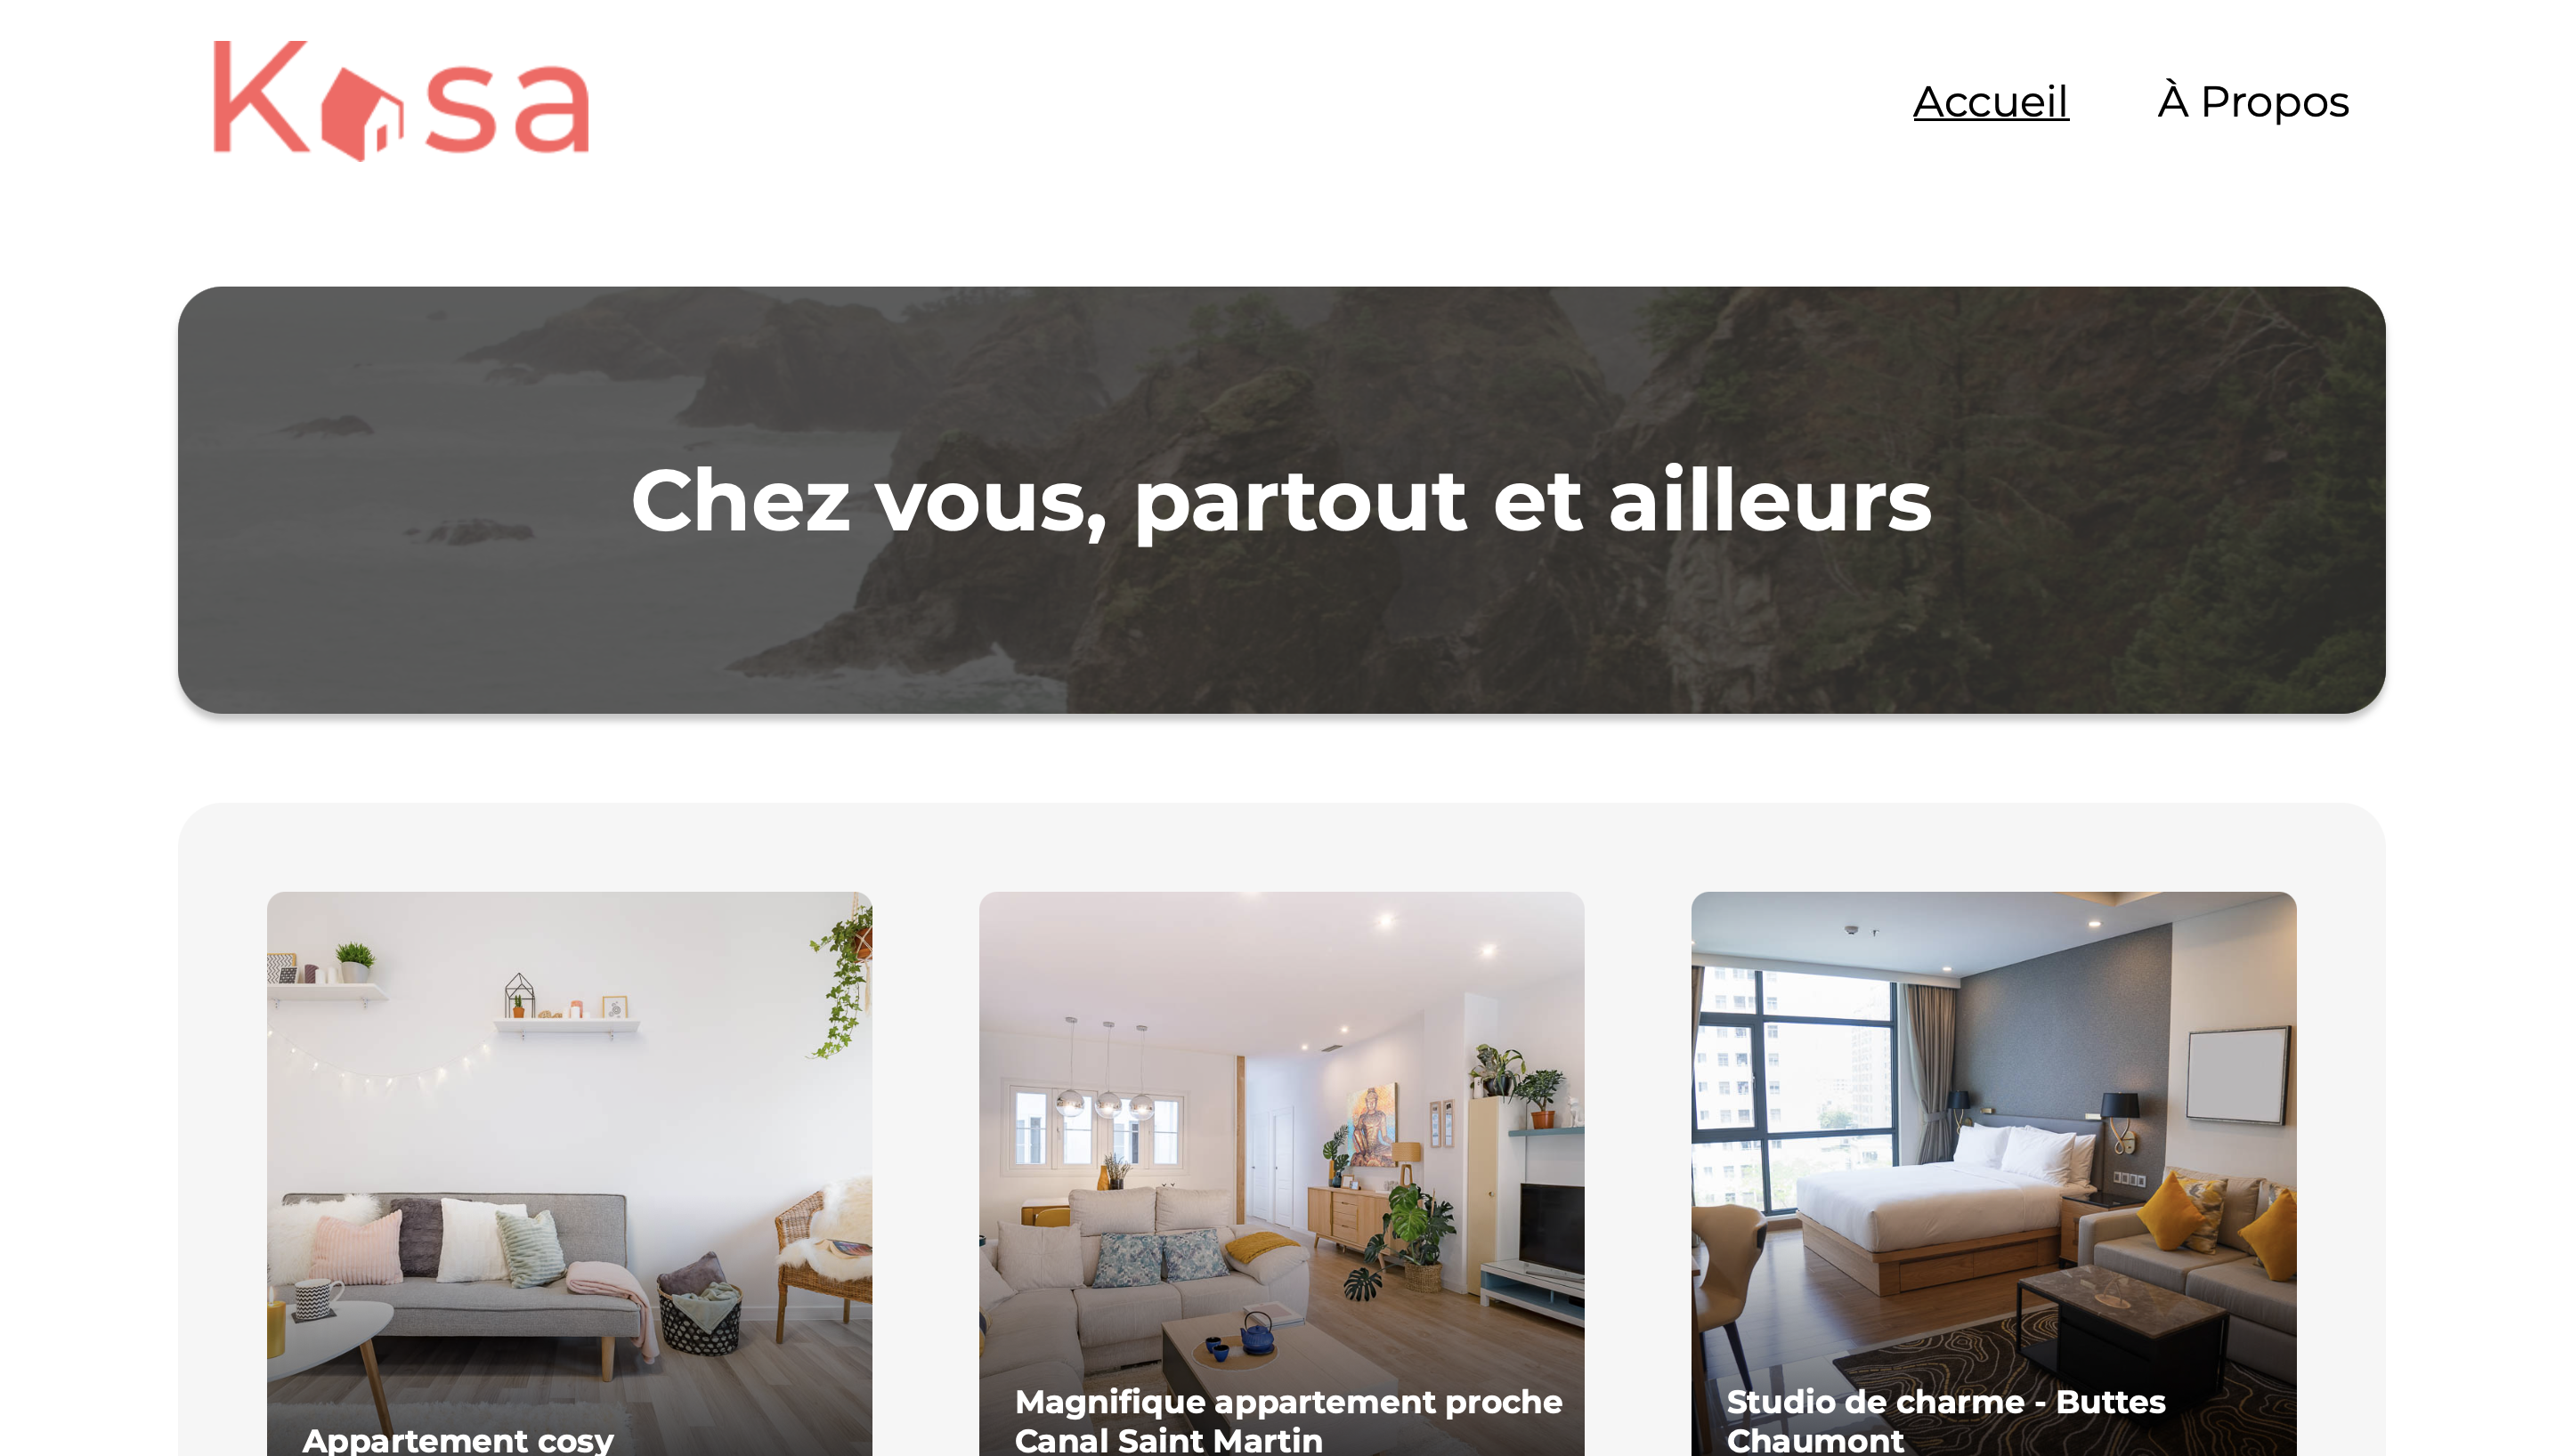 Kasa
Accueil À Propos
Chez vous, partout et ailleurs
Appartement cosy
Magnifique appartement proche
Canal Saint Martin
Studio de charme - Buttes
Chaumont